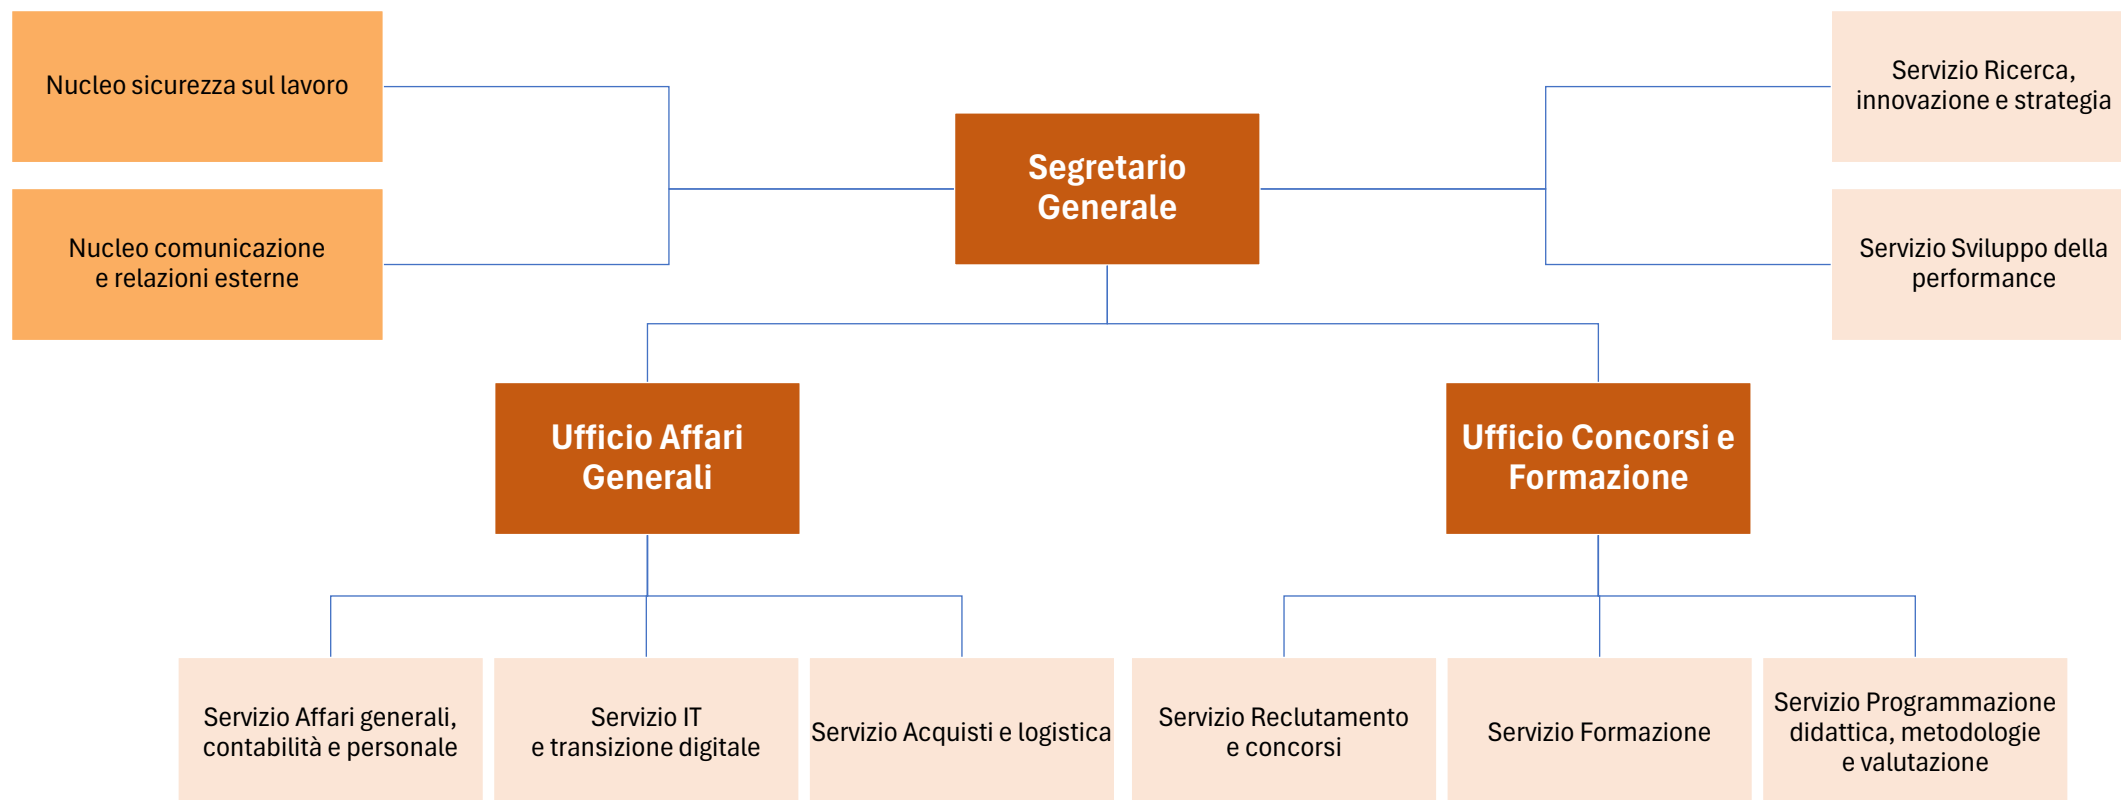 Nucleo sicurezza sul lavoro
Servizio Ricerca,
innovazione e strategia
Segretario
Generale
Nucleo comunicazione
e relazioni esterne
Servizio Sviluppo della
performance
Ufficio Affari
Generali
Ufficio Concorsi e
Formazione
Servizio Affari generali,
contabilità e personale
Servizio IT
e transizione digitale
Servizio Acquisti e logistica
Servizio Reclutamento
e concorsi
Servizio Formazione
Servizio Programmazione
didattica, metodologie
e valutazione